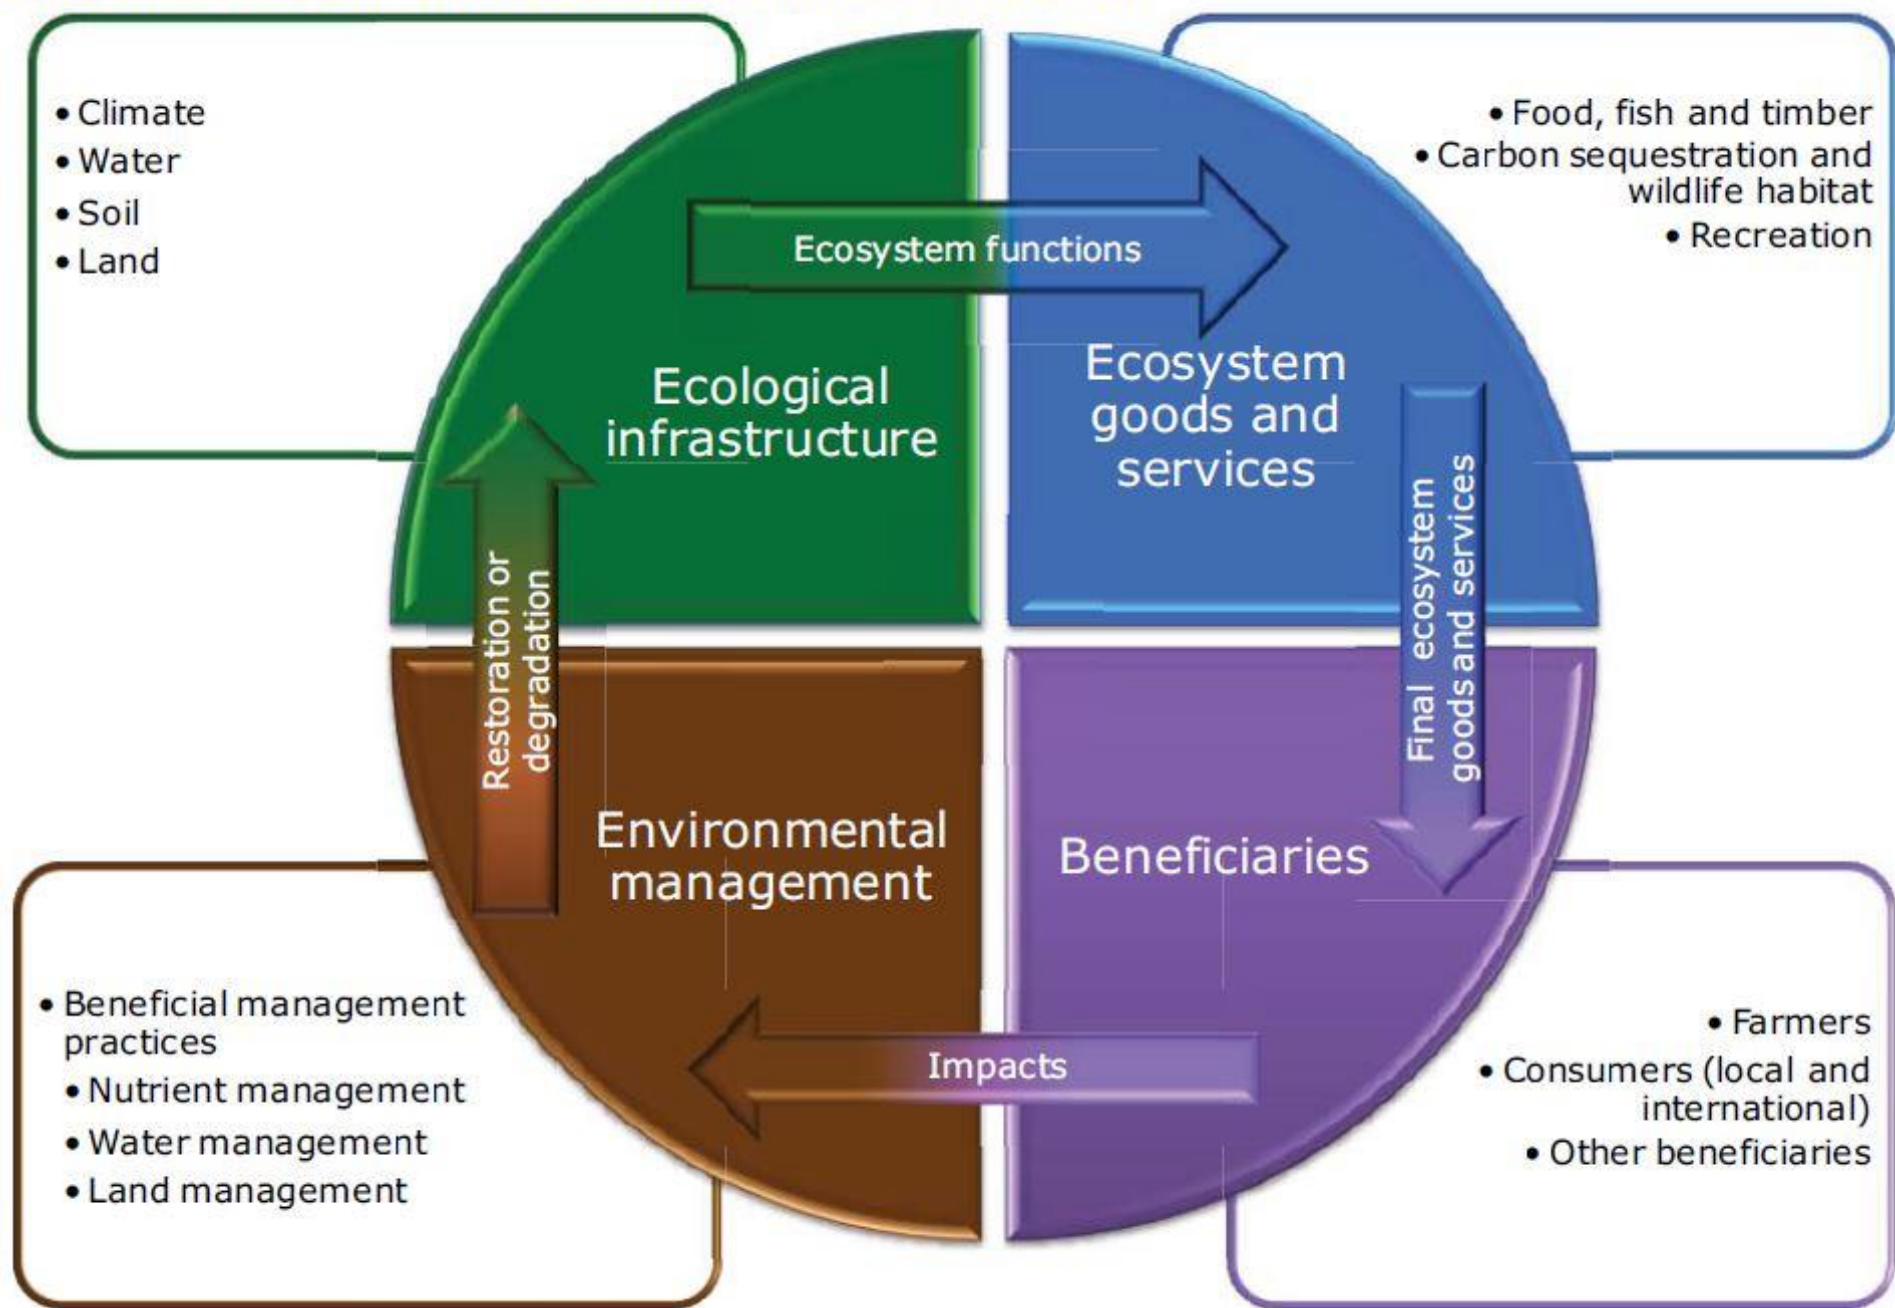 • Climate
• Water
• Soil
• Land
• Food, fish and timber
• Carbon sequestration and
wildlife habitat
• Recreation
Ecosystem functions
Ecological
infrastructure
Ecosystem
goods and
services
Final ecosystem
goods and services
Restoration or
degradation
Environmental
management
Beneficiaries
Impacts
• Beneficial management
practices
• Nutrient management
• Water management
• Land management
• Farmers
• Consumers (local and
international)
• Other beneficiaries